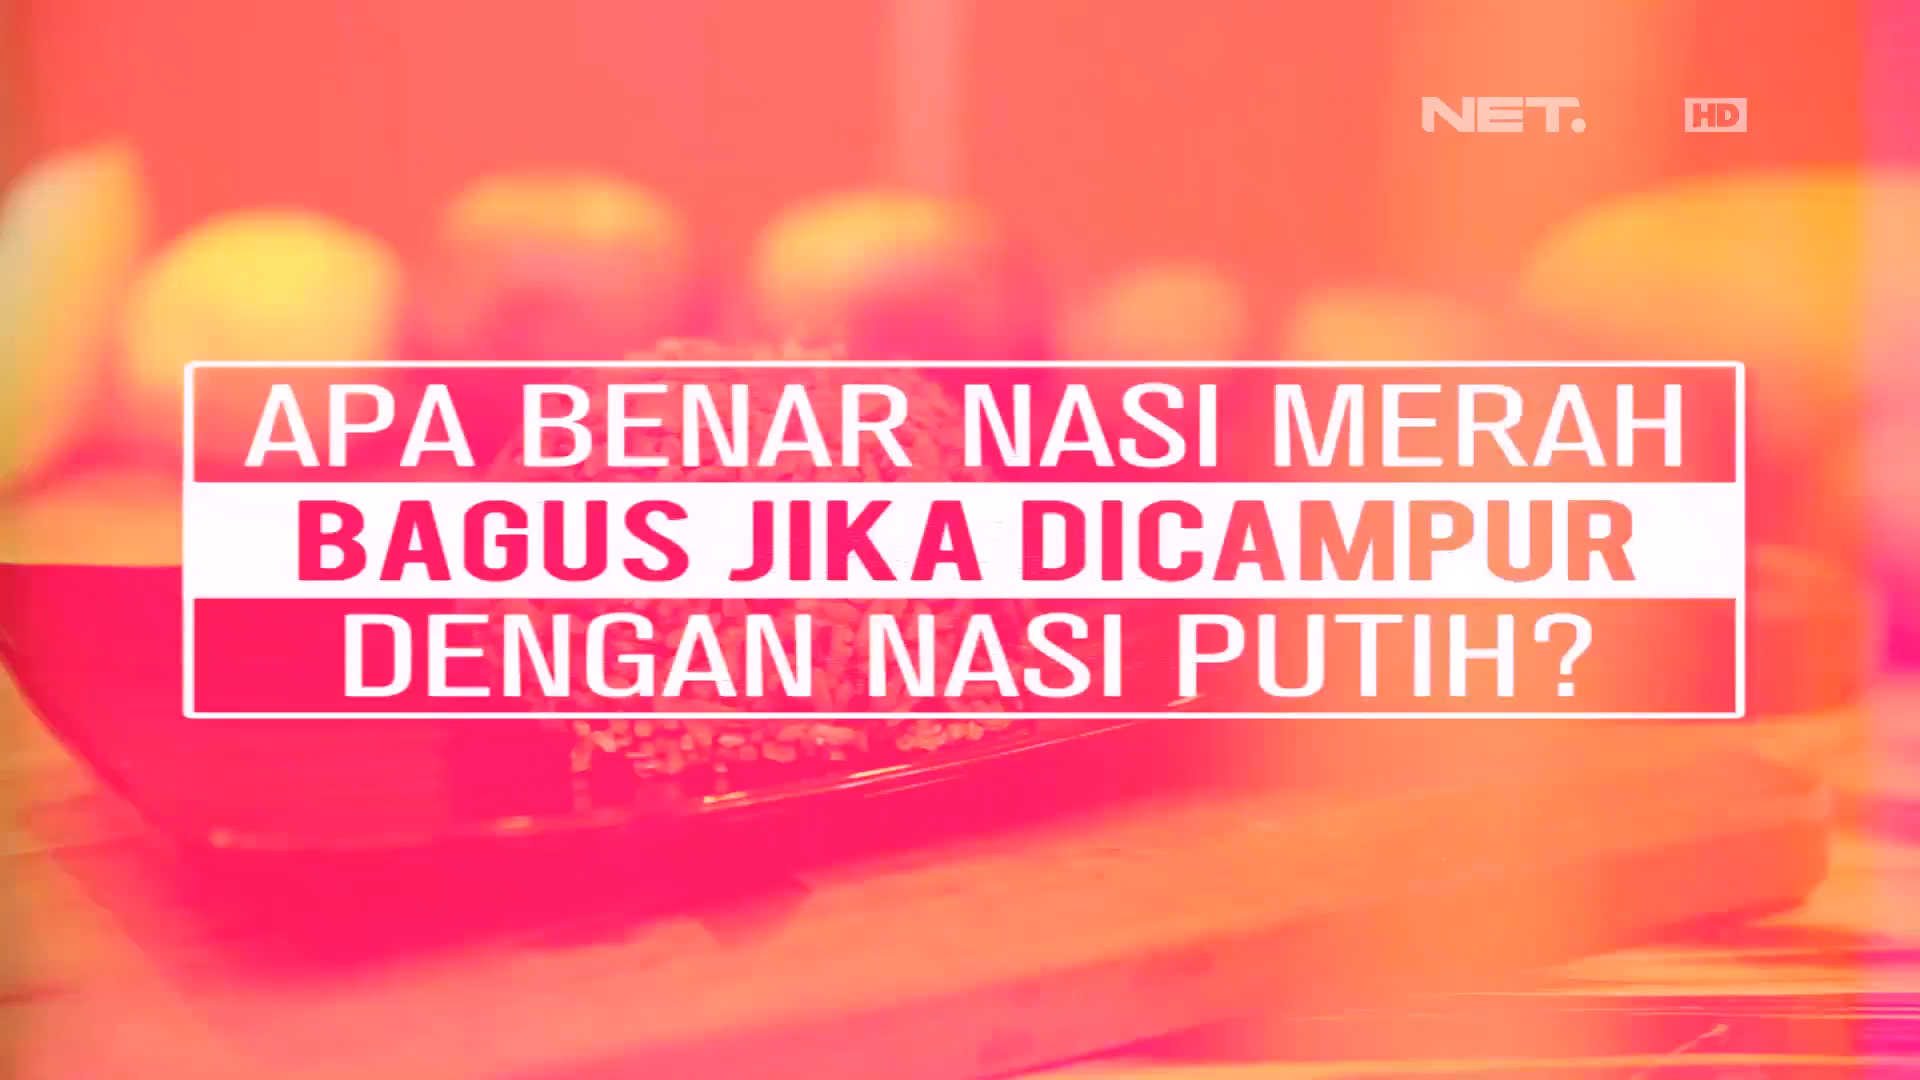 NET. HD
APA BENAR NASI MERAH
BAGUS JIKA DICAMPUR
DENGAN NASI PUTIH?